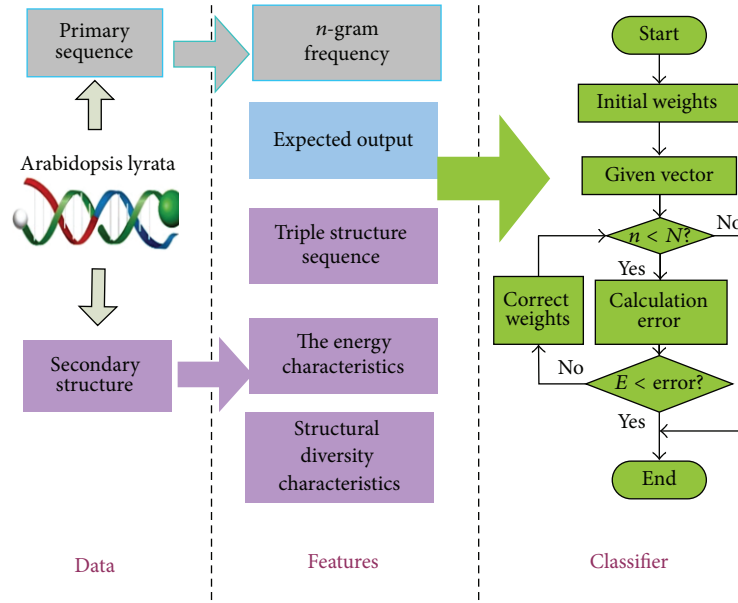 Primary
sequence
Arabidopsis lyrata
Secondary
structure
Data
n-gram
frequency
Expected output
Triple structure
sequence
The energy
characteristics
Structural
diversity
characteristics
Features
Start
Initial weights
Given vector
n < N?
No
Yes
Correct
weights
Calculation
error
No
E < error?
Yes
End
Classifier